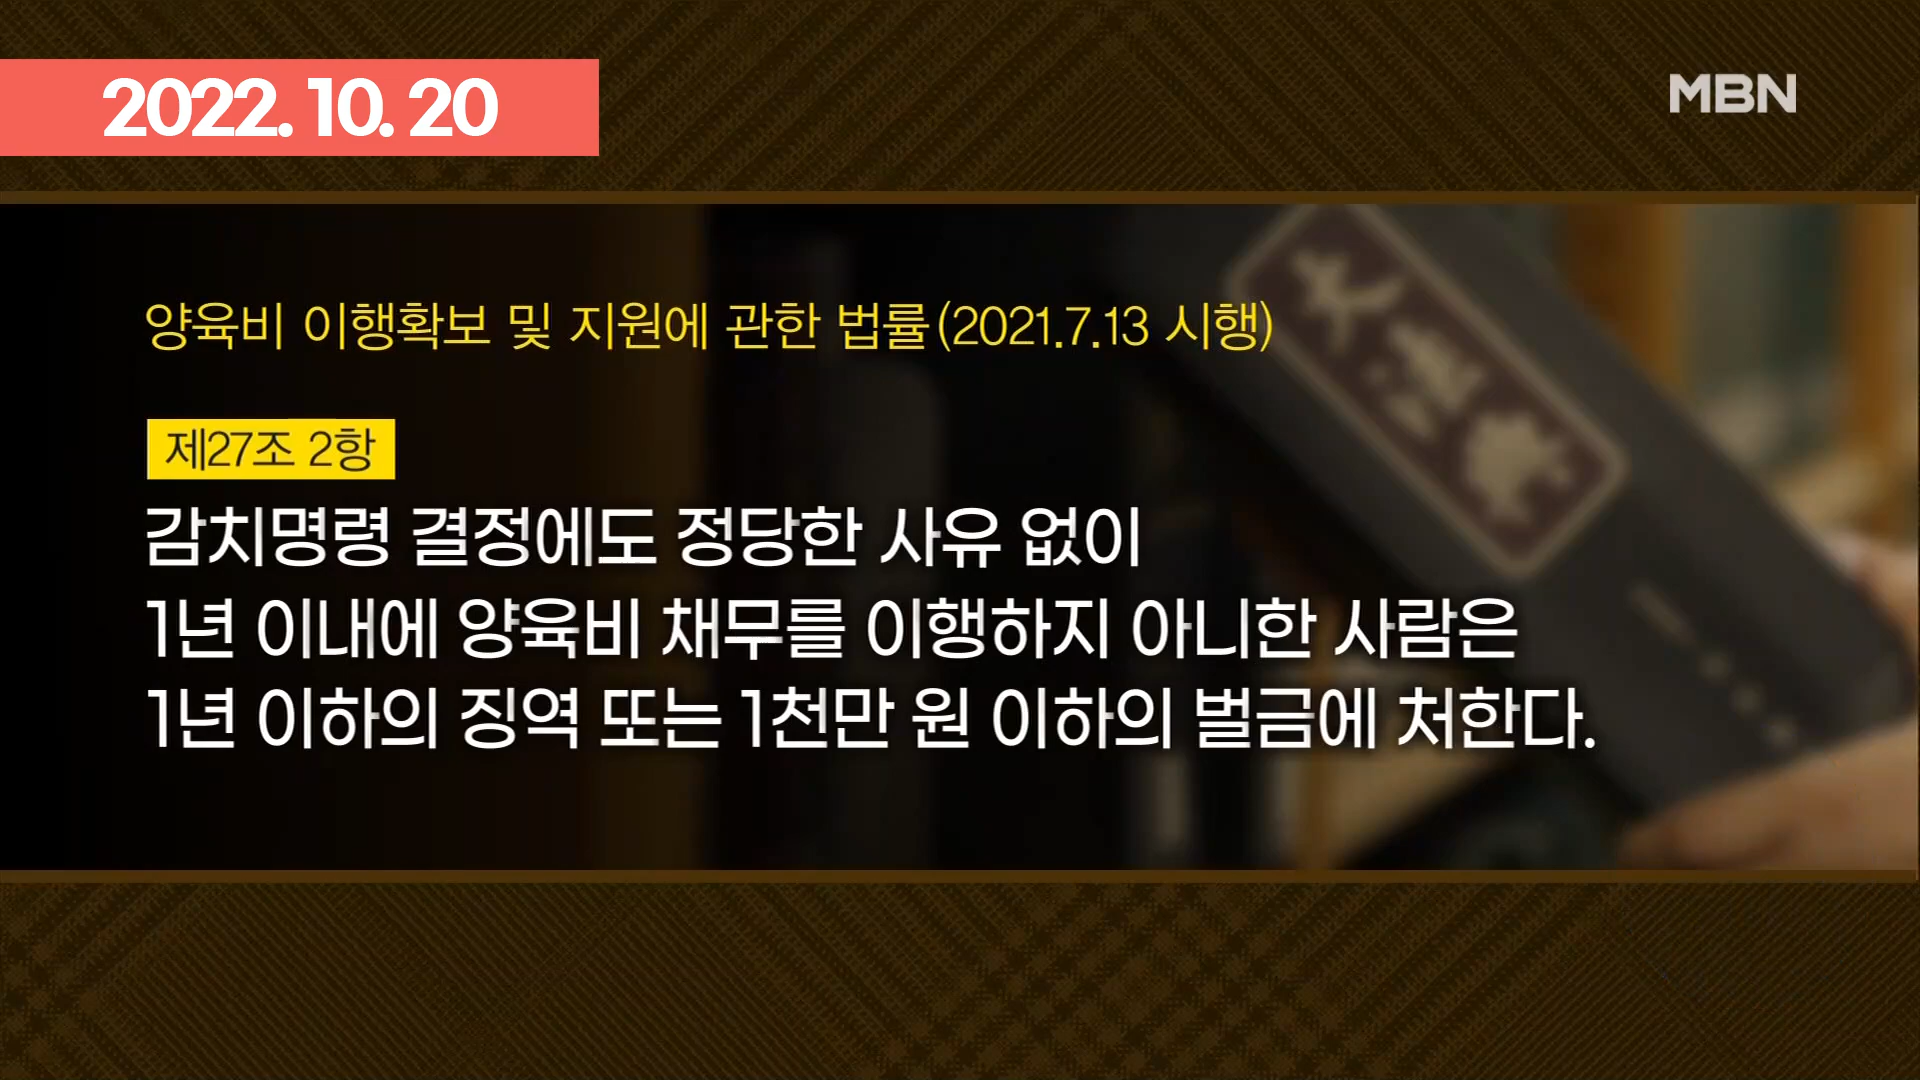 2022. 10. 20
MBN
양육비 이행확보 및 지원에 관한 법률(2021.7.13 시행)
제27조 2항
감치명령 결정에도 정당한 사유 없이
1년 이내에 양육비 채무를 이행하지 아니한 사람은
1년 이하의 징역 또는 1천만 원 이하의 벌금에 처한다.